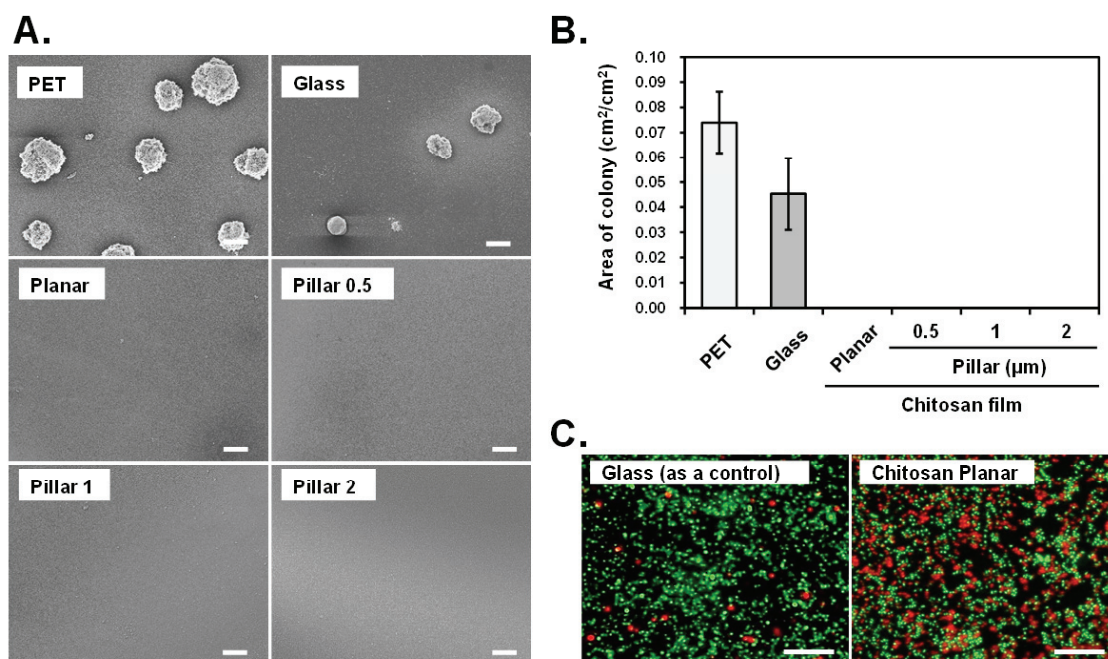 A.
PET
Glass
Planar
Pillar 0.5
Pillar 1
Pillar 2
B.
Area of colony (cm²/cm²)
0.10
0.09
0.08
0.07
0.06
0.05
0.04
0.03
0.02
0.01
0.00
PET
Glass
Planar
0.5 1 2
Pillar (µm)
Chitosan film
C.
Glass (as a control)
Chitosan Planar